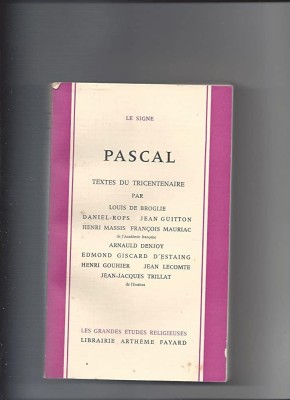 LE SIGNE
PASCAL
TEXTES DU TRICENTENAIRE
PAR
LOUIS DE BROGLIE
DANIEL-ROPS JEAN GUITTON
HENRI MASSIS FRANÇOIS MAURIAC
de l'Académie française
ARNAULD DENJOY
EDMOND GISCARD D'ESTAING
HENRI GOUHIER JEAN LECOMTE
JEAN-JACQUES TRILLAT
de l'Institut
LES GRANDES ÉTUDES RELIGIEUSES
LIBRAIRIE ARTHÈME FAYARD